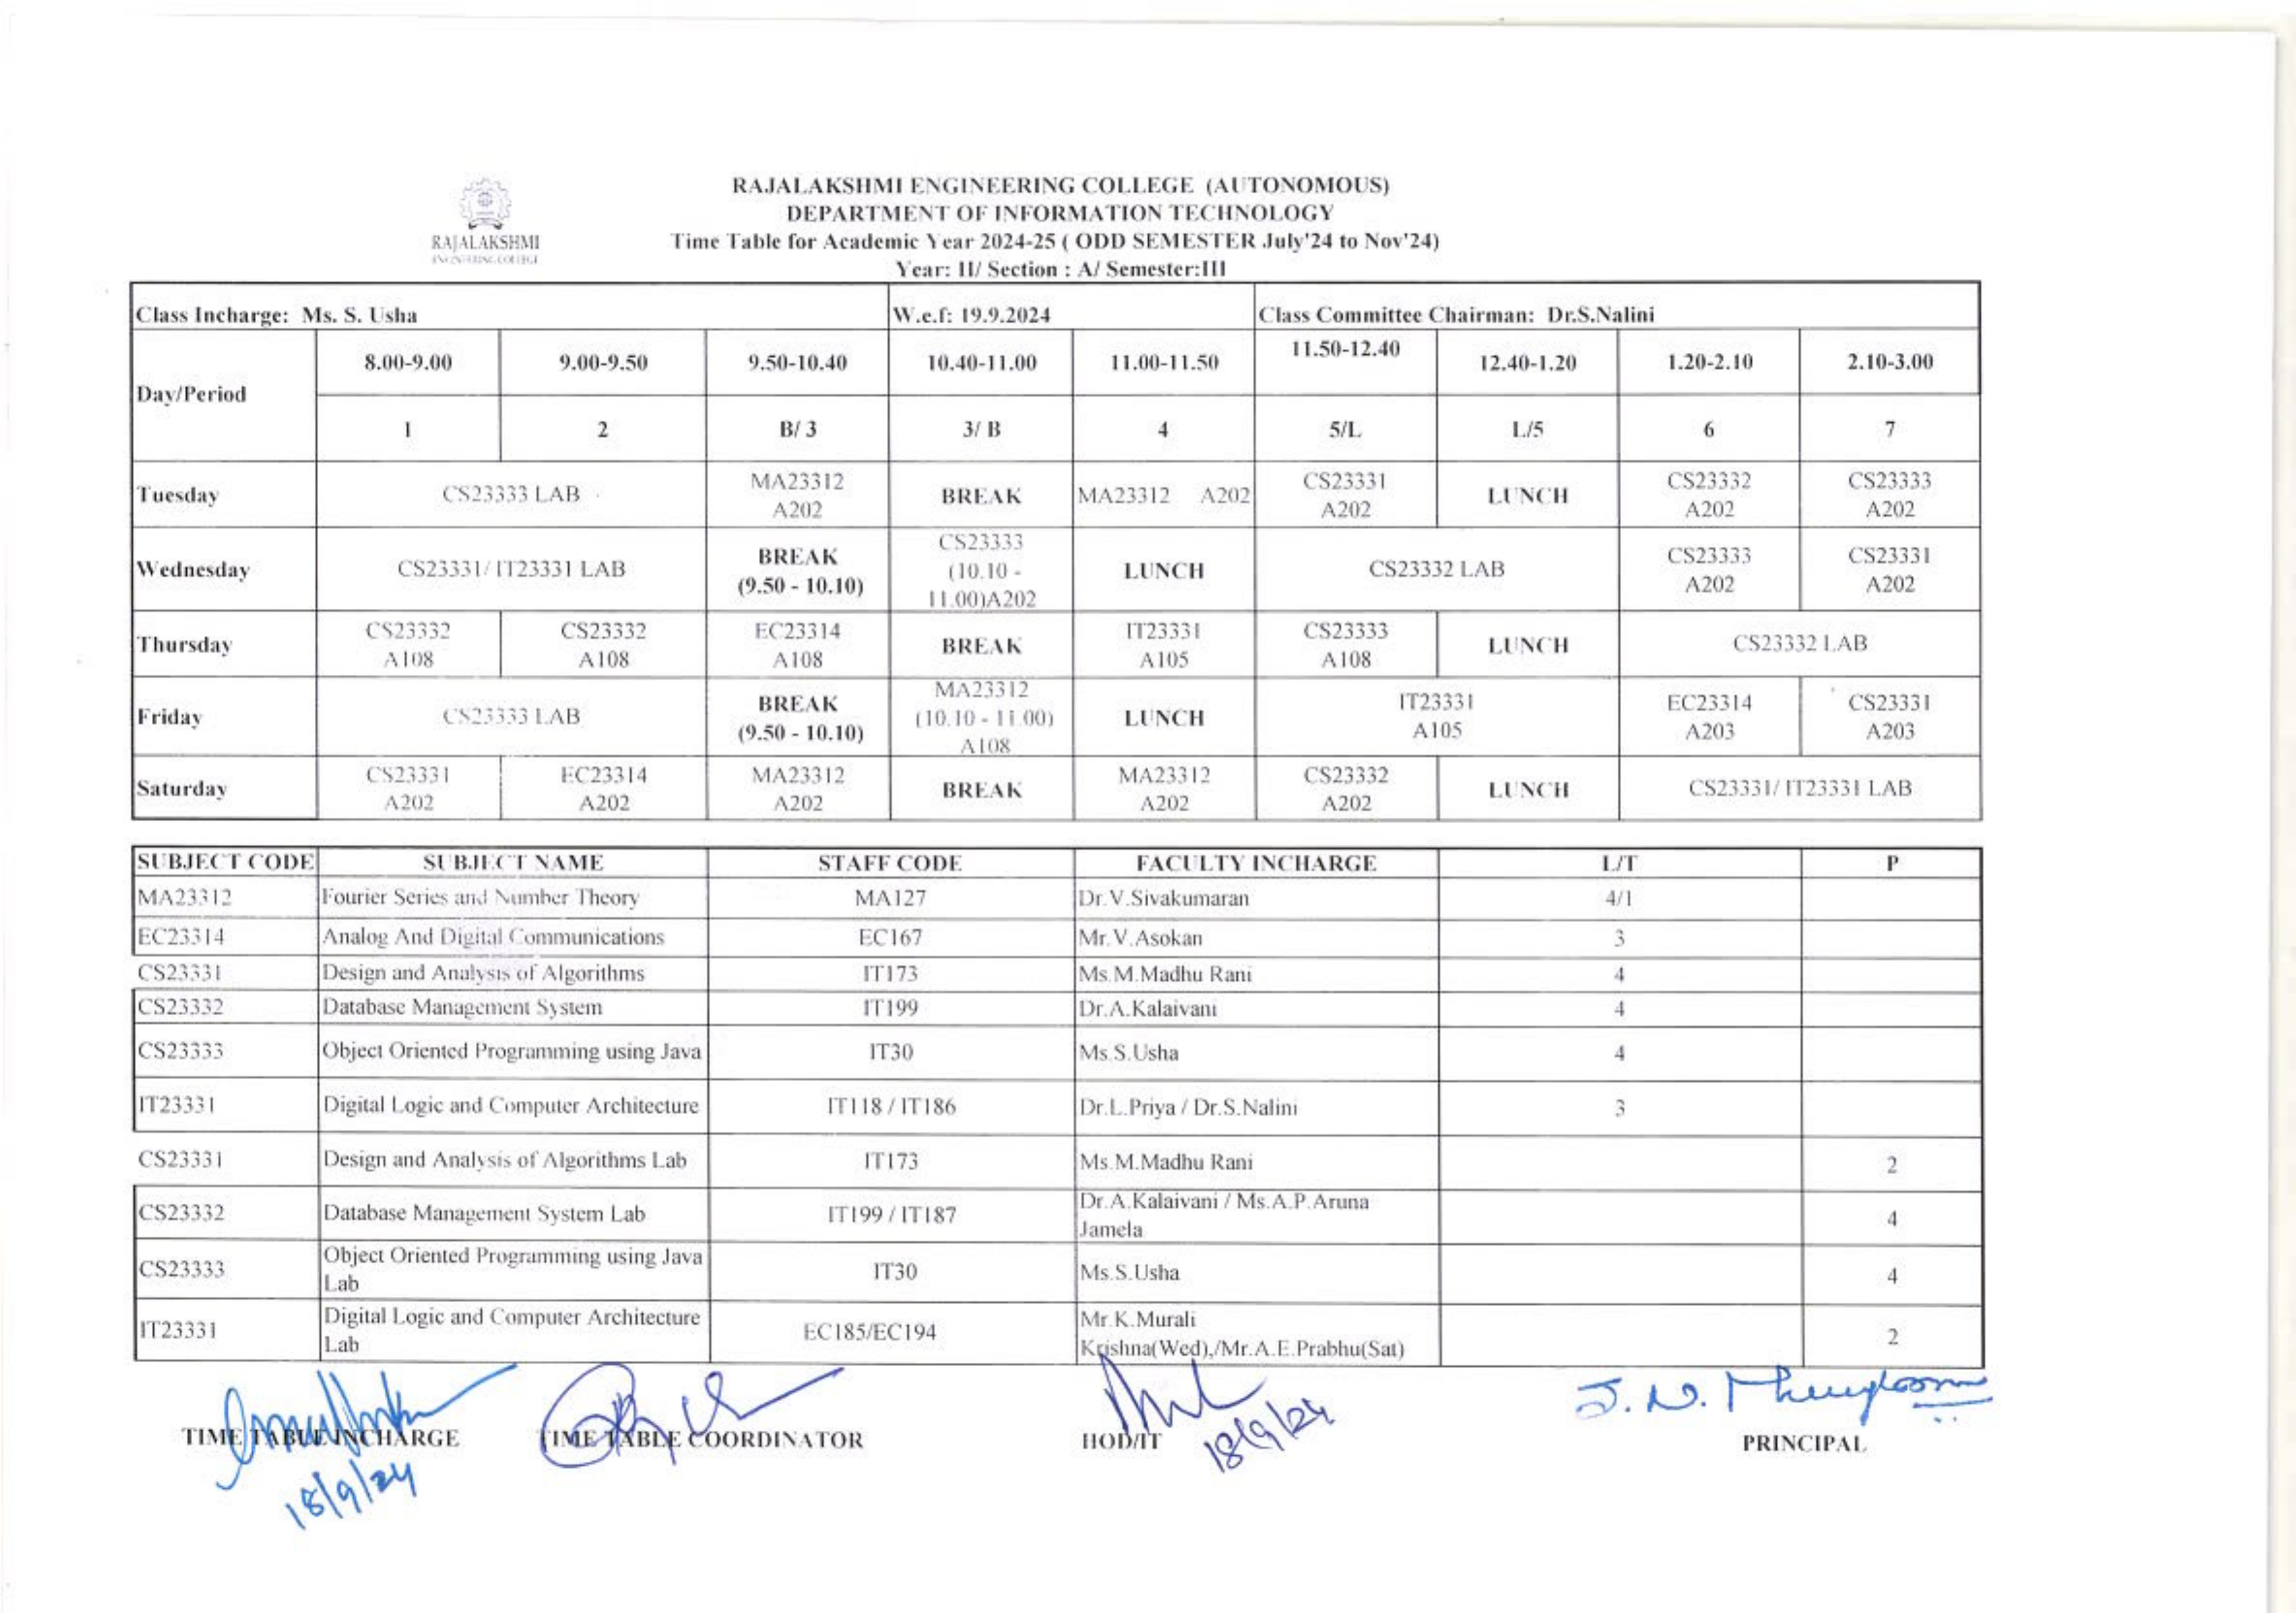 RAJALAKSHMI
ENGINEERING COLLEGE
RAJALAKSHMI ENGINEERING COLLEGE (AUTONOMOUS)
DEPARTMENT OF INFORMATION TECHNOLOGY
Time Table for Academic Year 2024-25 ( ODD SEMESTER July'24 to Nov'24)
Year: II/ Section : A/ Semester:III
Class Incharge: Ms. S. Usha W.e.f: 19.9.2024 Class Committee Chairman: Dr.S.Nalini
Day/Period 8.00-9.00 9.00-9.50 9.50-10.40 10.40-11.00 11.00-11.50 11.50-12.40 12.40-1.20 1.20-2.10 2.10-3.00
1 2 B/ 3 3/ B 4 5/L L/5 6 7
Tuesday CS23333 LAB MA23312 A202 BREAK MA23312 A202 CS23331 A202 LUNCH CS23332 A202 CS23333 A202
Wednesday CS23331/ IT23331 LAB BREAK (9.50 - 10.10) CS23333 (10.10 - 11.00)A202 LUNCH CS23332 LAB CS23333 A202 CS23331 A202
Thursday CS23332 A108 CS23332 A108 EC23314 A108 BREAK IT23331 A105 CS23333 A108 LUNCH CS23332 LAB
Friday CS23333 LAB BREAK (9.50 - 10.10) MA23312 (10.10 - 11.00) A108 LUNCH IT23331 A105 EC23314 A203 CS23331 A203
Saturday CS23331 A202 EC23314 A202 MA23312 A202 BREAK MA23312 A202 CS23332 A202 LUNCH CS23331/ IT23331 LAB
SUBJECT CODE SUBJECT NAME STAFF CODE FACULTY INCHARGE L/T P
MA23312 Fourier Series and Number Theory MA127 Dr.V.Sivakumaran 4/1
EC23314 Analog And Digital Communications EC167 Mr.V.Asokan 3
CS23331 Design and Analysis of Algorithms IT173 Ms.M.Madhu Rani 4
CS23332 Database Management System IT199 Dr.A.Kalaivani 4
CS23333 Object Oriented Programming using Java IT30 Ms.S.Usha 4
IT23331 Digital Logic and Computer Architecture IT118 / IT186 Dr.L.Priya / Dr.S.Nalini 3
CS23331 Design and Analysis of Algorithms Lab IT173 Ms.M.Madhu Rani 2
CS23332 Database Management System Lab IT199 / IT187 Dr.A.Kalaivani / Ms.A.P.Aruna Jamela 4
CS23333 Object Oriented Programming using Java Lab IT30 Ms.S.Usha 4
IT23331 Digital Logic and Computer Architecture Lab EC185/EC194 Mr.K.Murali Krishna(Wed),/Mr.A.E.Prabhu(Sat) 2
TIME TABLE INCHARGE TIME TABLE COORDINATOR HOD/IT PRINCIPAL
18/9/24 18/9/24